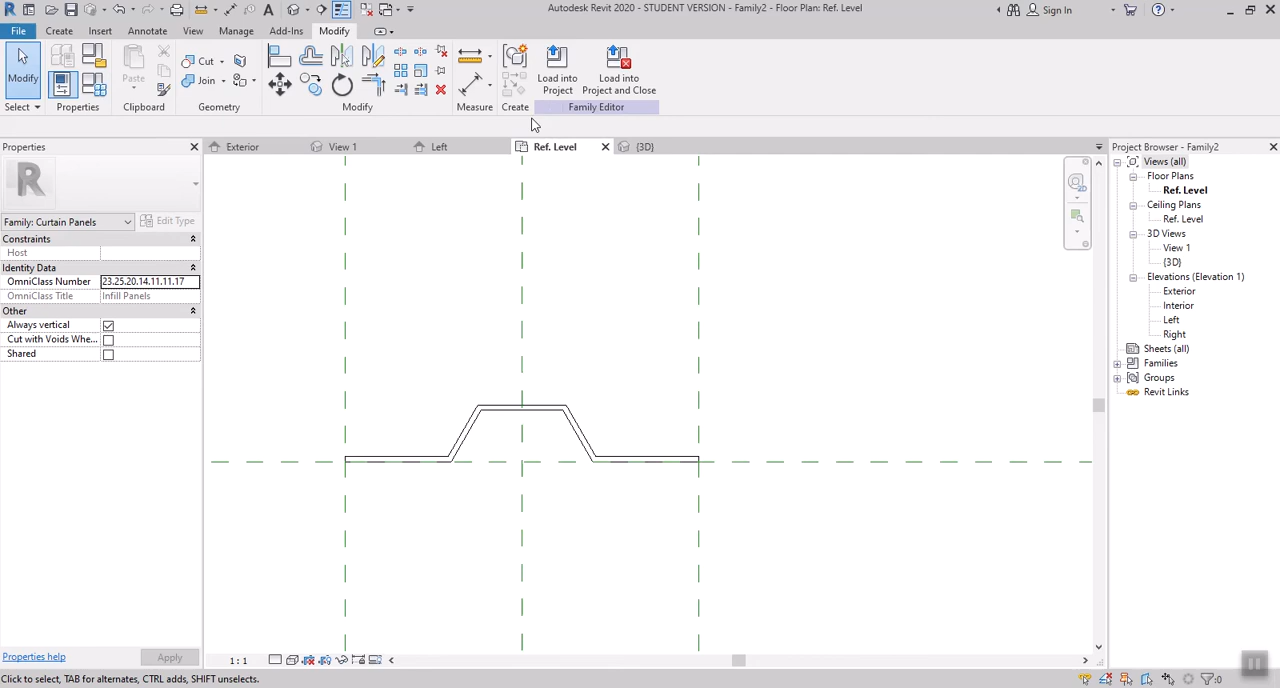 Autodesk Revit 2020 - STUDENT VERSION - Family2 - Floor Plan: Ref. Level
Sign In
File Create Insert Annotate View Manage Add-Ins Modify
Modify
Paste
Cut
Join
Load into
Project
Load into
Project and Close
Select Properties Clipboard Geometry Modify Measure Create Family Editor
Properties
Exterior View 1 Left Ref. Level {3D}
Project Browser - Family2
Family: Curtain Panels
Edit Type
Constraints
Host
Identity Data
OmniClass Number 23.25.20.14.11.11.17
OmniClass Title Infill Panels
Other
Always vertical
Cut with Voids Whe...
Shared
Views (all)
Floor Plans
Ref. Level
Ceiling Plans
Ref. Level
3D Views
View 1
{3D}
Elevations (Elevation 1)
Exterior
Interior
Left
Right
Sheets (all)
Families
Groups
Revit Links
Properties help
Apply
1 : 1
Click to select, TAB for alternates, CTRL adds, SHIFT unselects.
:0